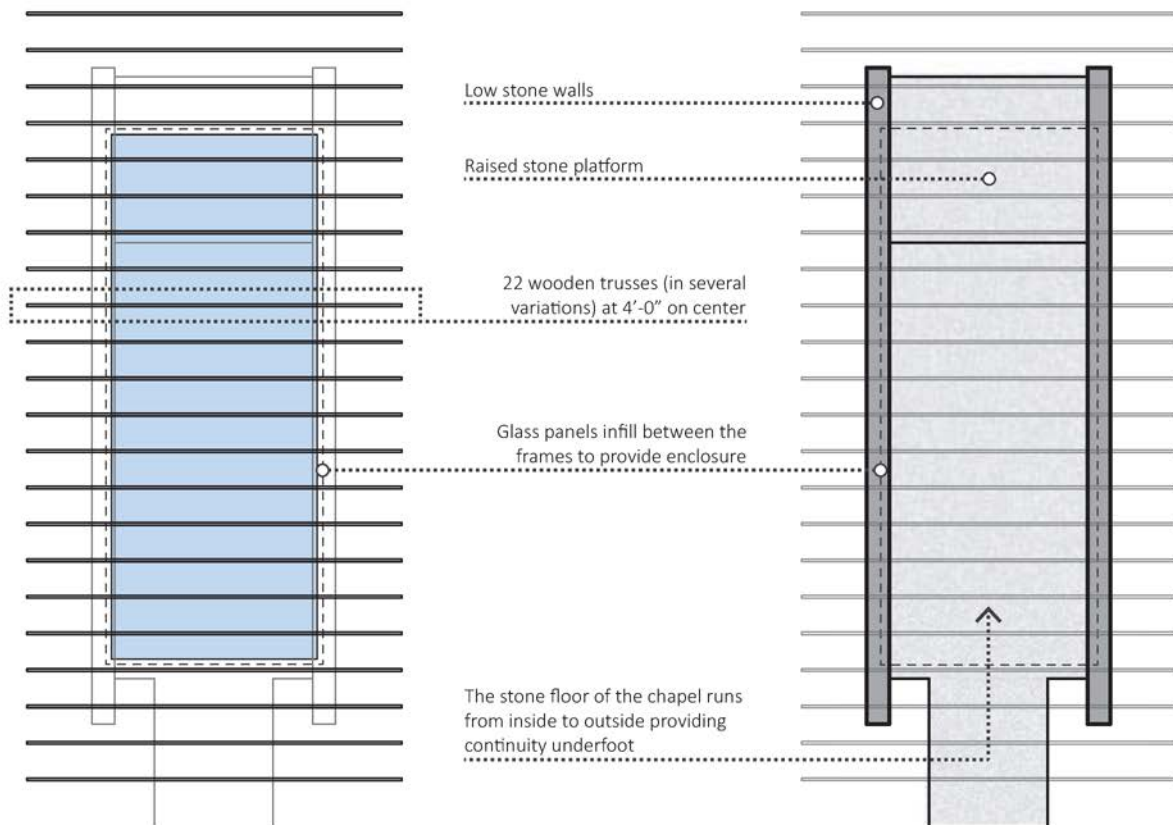 Low stone walls
Raised stone platform
22 wooden trusses (in several
variations) at 4’-0” on center
Glass panels infill between the
frames to provide enclosure
The stone floor of the chapel runs
from inside to outside providing
continuity underfoot